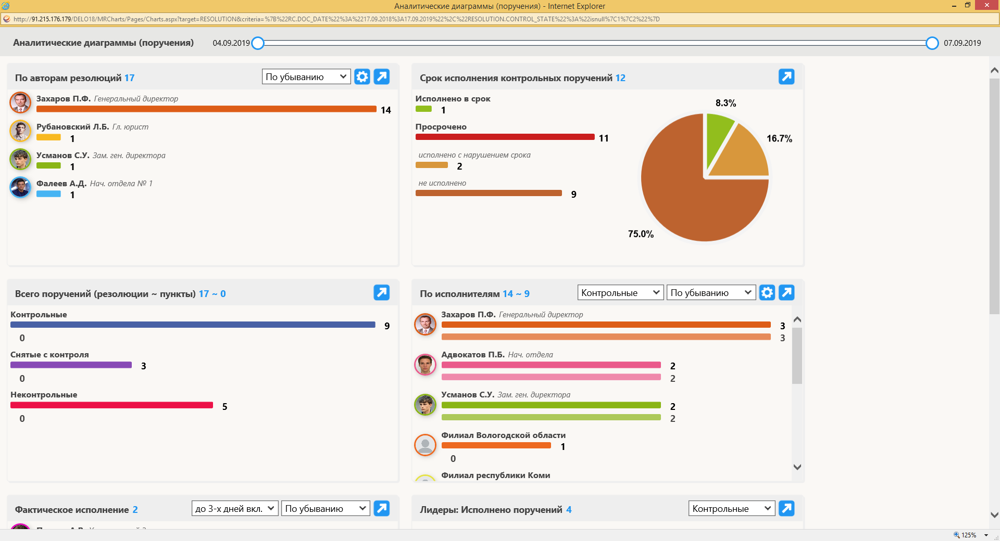 Аналитические диаграммы (поручения) - Internet Explorer
http://91.215.176.179/DELO18/MRCharts/Pages/Charts.aspx?target=RESOLUTION&criteria=%7B%22RC.DOC_DATE%22%3A%2217.09.2018%3A17.09.2019%22%2C%22RESOLUTION.CONTROL_STATE%22%3A%22isnull%7C1%7C2%22%7D
Аналитические диаграммы (поручения) 04.09.2019 07.09.2019
По авторам резолюций 17 По убыванию
Захаров П.Ф. Генеральный директор
14
Рубановский Л.Б. Гл. юрист
1
Усманов С.У. Зам. ген. директора
1
Фалеев А.Д. Нач. отдела № 1
1
Срок исполнения контрольных поручений 12
Исполнено в срок
1
Просрочено
11
исполнено с нарушением срока
2
не исполнено
9
8.3%
16.7%
75.0%
Всего поручений (резолюции ~ пункты) 17 ~ 0
Контрольные
9
0
Снятые с контроля
3
0
Неконтрольные
5
0
По исполнителям 14 ~ 9 Контрольные По убыванию
Захаров П.Ф. Генеральный директор
3
3
Адвокатов П.Б. Нач. отдела
2
2
Усманов С.У. Зам. ген. директора
2
2
Филиал Вологодской области
1
0
Филиал республики Коми
Фактическое исполнение 2 до 3-х дней вкл. По убыванию
Лидеры: Исполнено поручений 4 Контрольные
125%